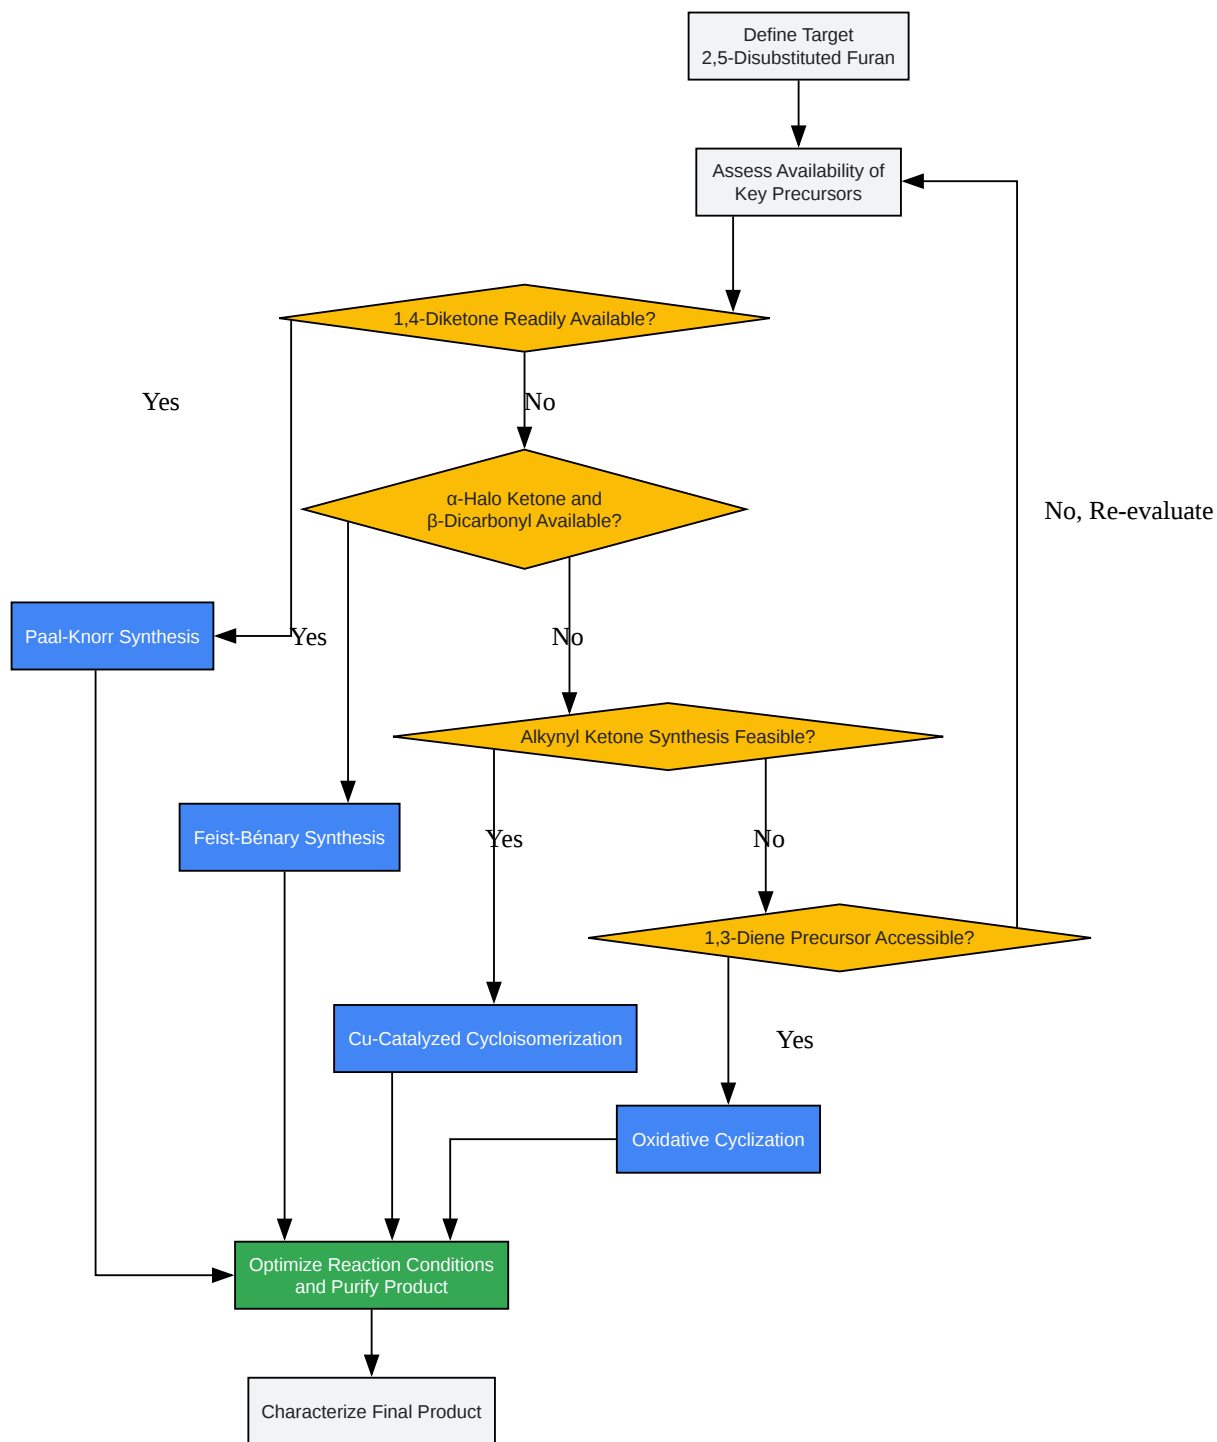 Define Target
2,5-Disubstituted Furan
Assess Availability of
Key Precursors
1,4-Diketone Readily Available?
Yes
No
α-Halo Ketone and
β-Dicarbonyl Available?
No, Re-evaluate
Paal-Knorr Synthesis
Yes
No
Alkynyl Ketone Synthesis Feasible?
Feist-Bénary Synthesis
Yes
No
1,3-Diene Precursor Accessible?
Cu-Catalyzed Cycloisomerization
Yes
Oxidative Cyclization
Optimize Reaction Conditions
and Purify Product
Characterize Final Product